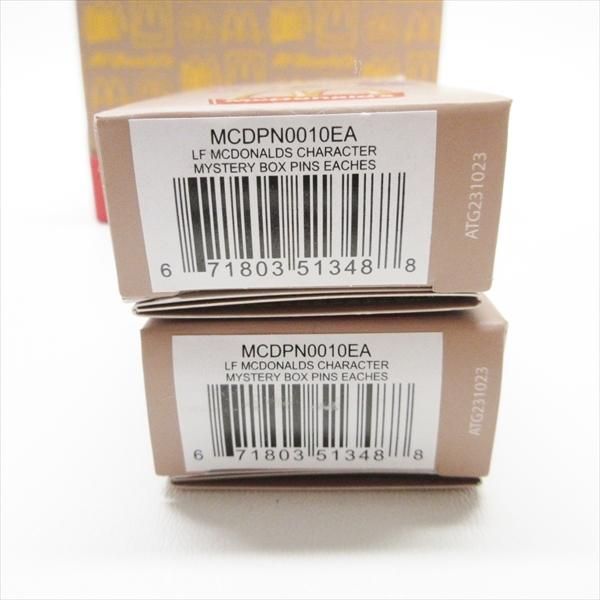 MCDPN0010EA
LF MCDONALDS CHARACTER
MYSTERY BOX PINS EACHES
6 71803 51348 8
ATG231023
MCDPN0010EA
LF MCDONALDS CHARACTER
MYSTERY BOX PINS EACHES
6 71803 51348 8
ATG231023